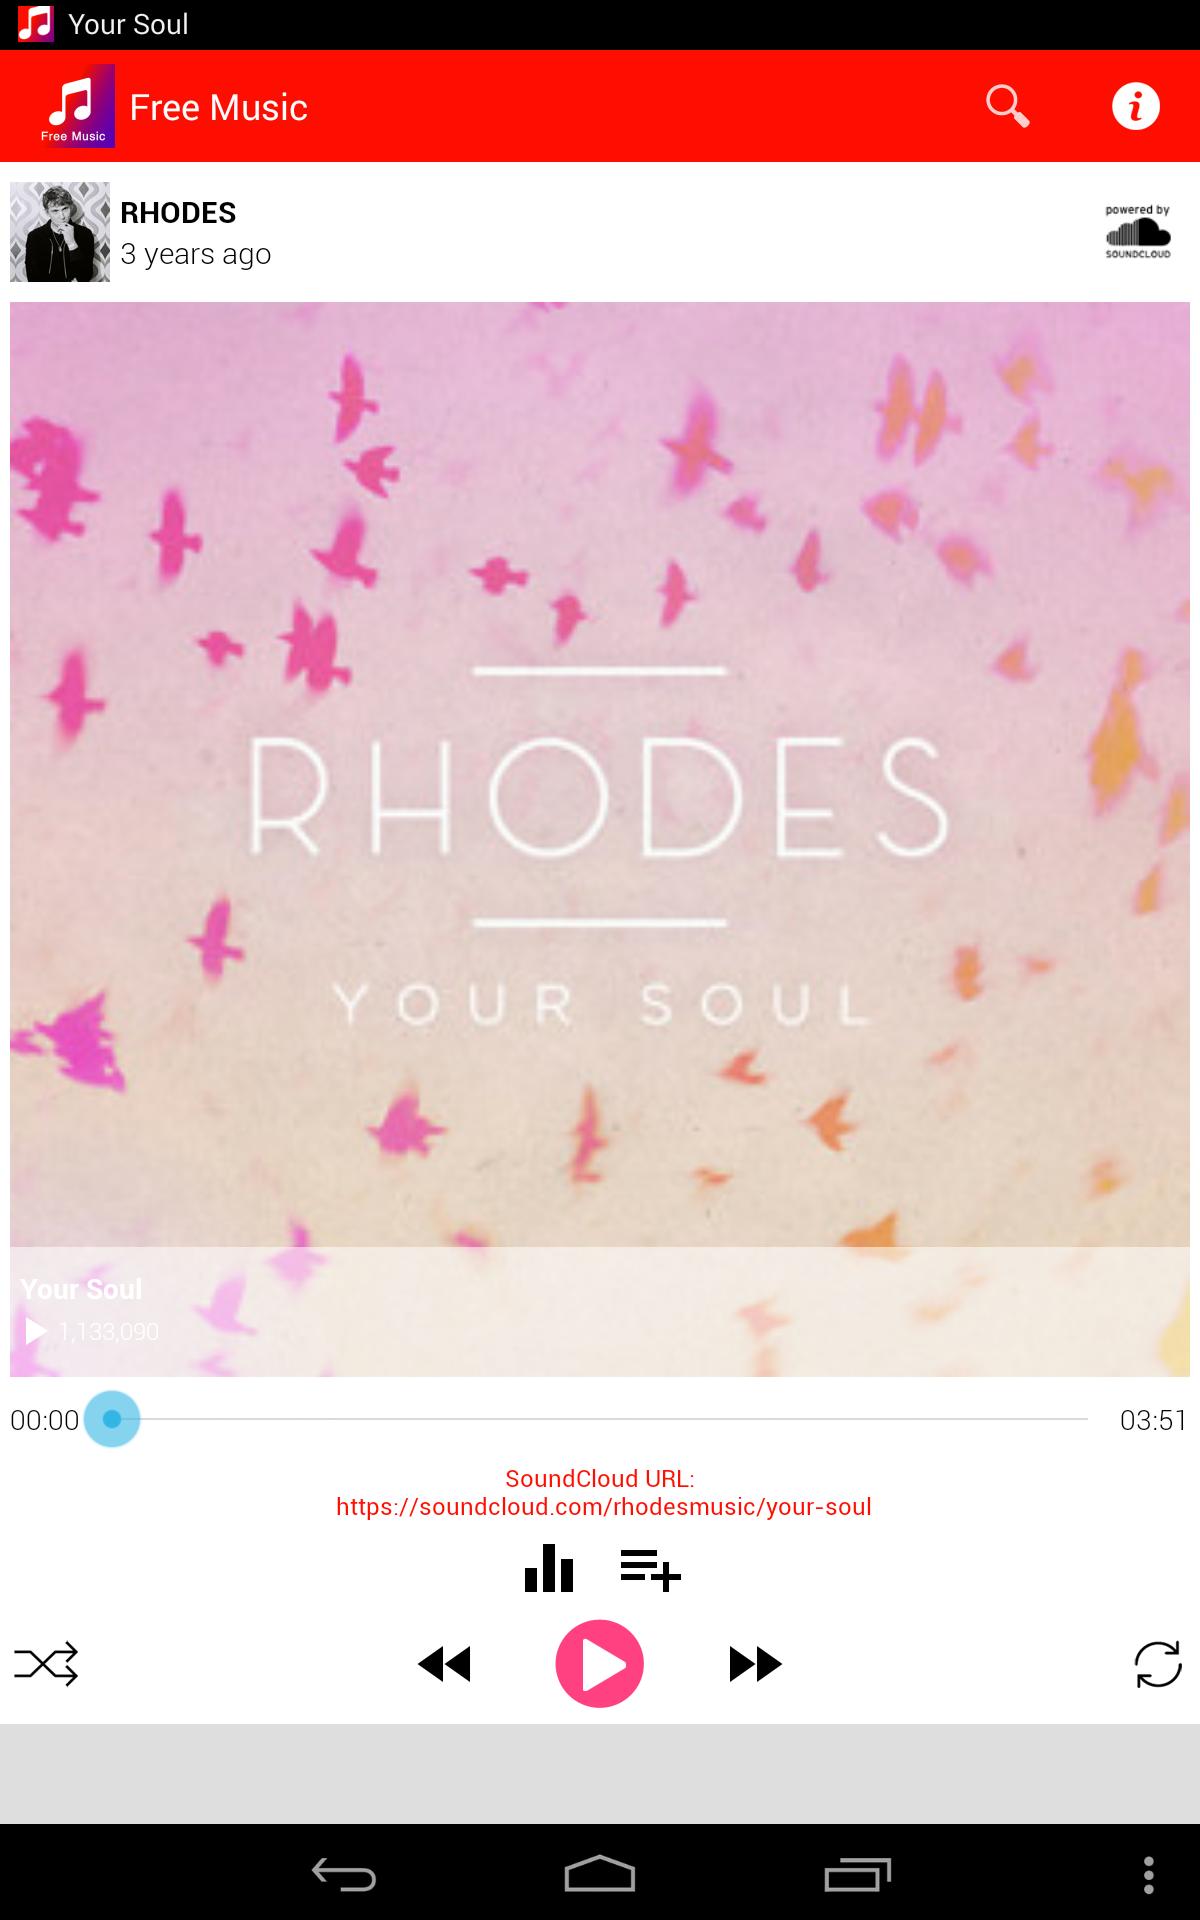 Your Soul
Free Music
Free Music
RHODES
3 years ago
powered by
SOUNDCLOUD
RHODES
YOUR SOUL
Your Soul
1,133,090
00:00
03:51
SoundCloud URL:
https://soundcloud.com/rhodesmusic/your-soul